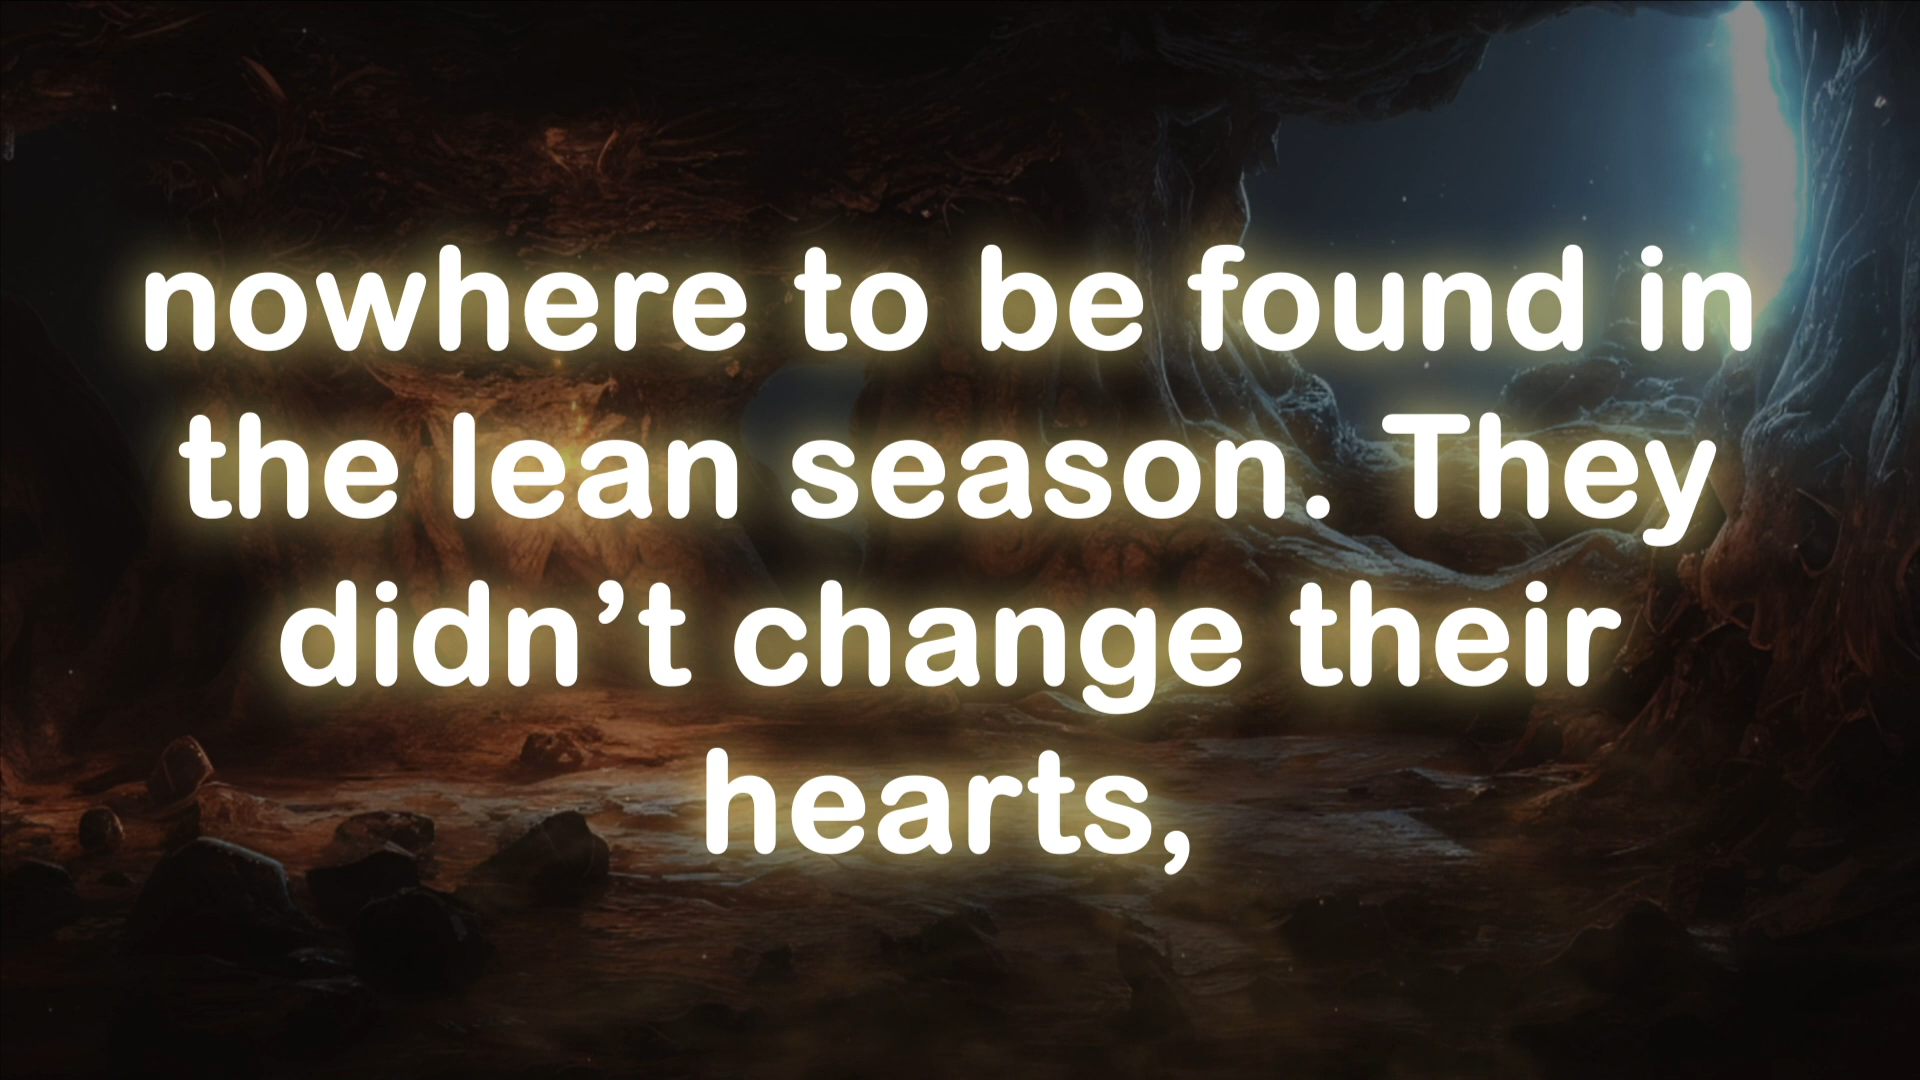 nowhere to be found in
the lean season. They
didn’t change their
hearts,